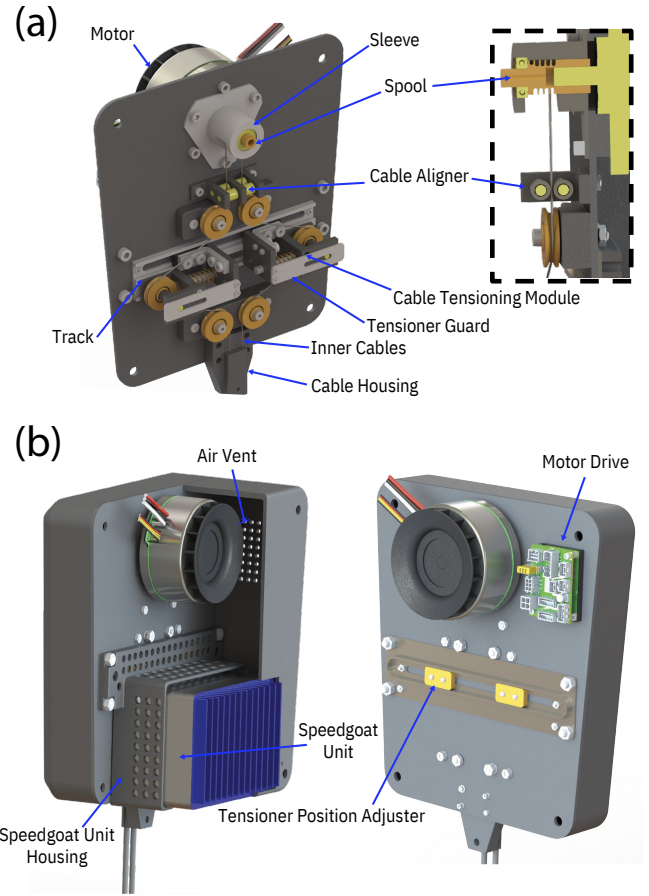 (a)
Motor
Sleeve
Spool
Cable Aligner
Cable Tensioning Module
Tensioner Guard
Track
Inner Cables
Cable Housing
(b)
Air Vent
Motor Drive
Speedgoat
Unit
Tensioner Position Adjuster
Speedgoat Unit
Housing